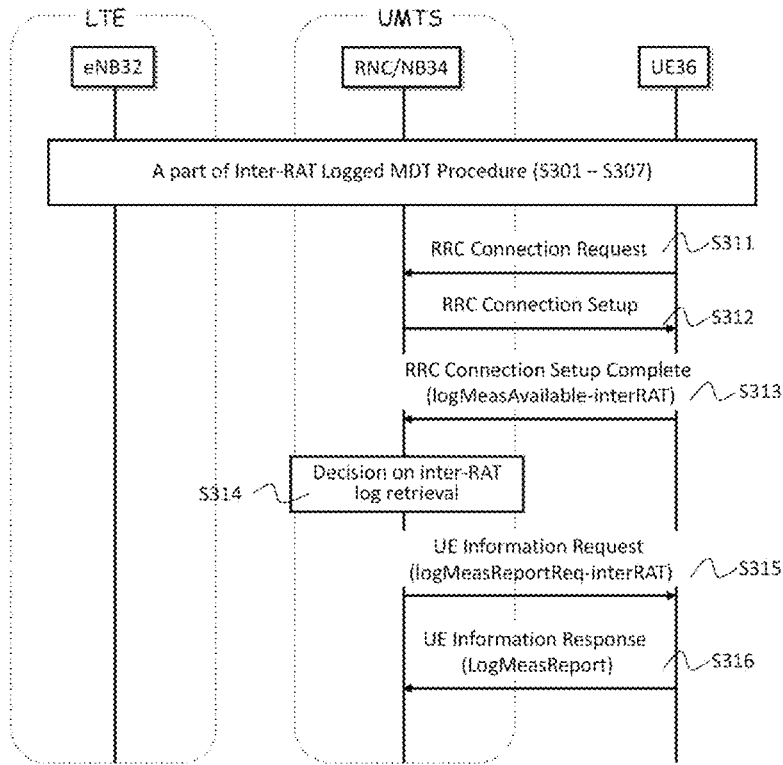 LTE
UMTS
eNB32
RNC/NB34
UE36
A part of Inter-RAT Logged MDT Procedure (S301 – S307)
RRC Connection Request
S311
RRC Connection Setup
S312
RRC Connection Setup Complete
(logMeasAvailable-interRAT)
S313
Decision on inter-RAT
log retrieval
S314
UE Information Request
(logMeasReportReq-interRAT)
S315
UE Information Response
(LogMeasReport)
S316